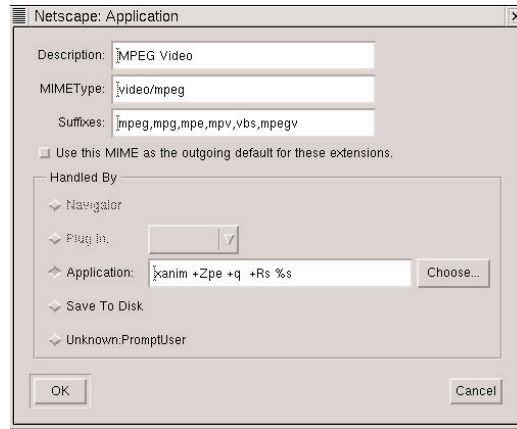 Netscape: Application
Description: MPEG Video
MIMEType: video/mpeg
Suffixes: mpeg,mpg,mpe,mpv,vbs,mpegv
Use this MIME as the outgoing default for these extensions.
Handled By
Navigator
Plug In:
Application: xanim +Zpe +q +Rs %s Choose...
Save To Disk
Unknown:PromptUser
OK Cancel